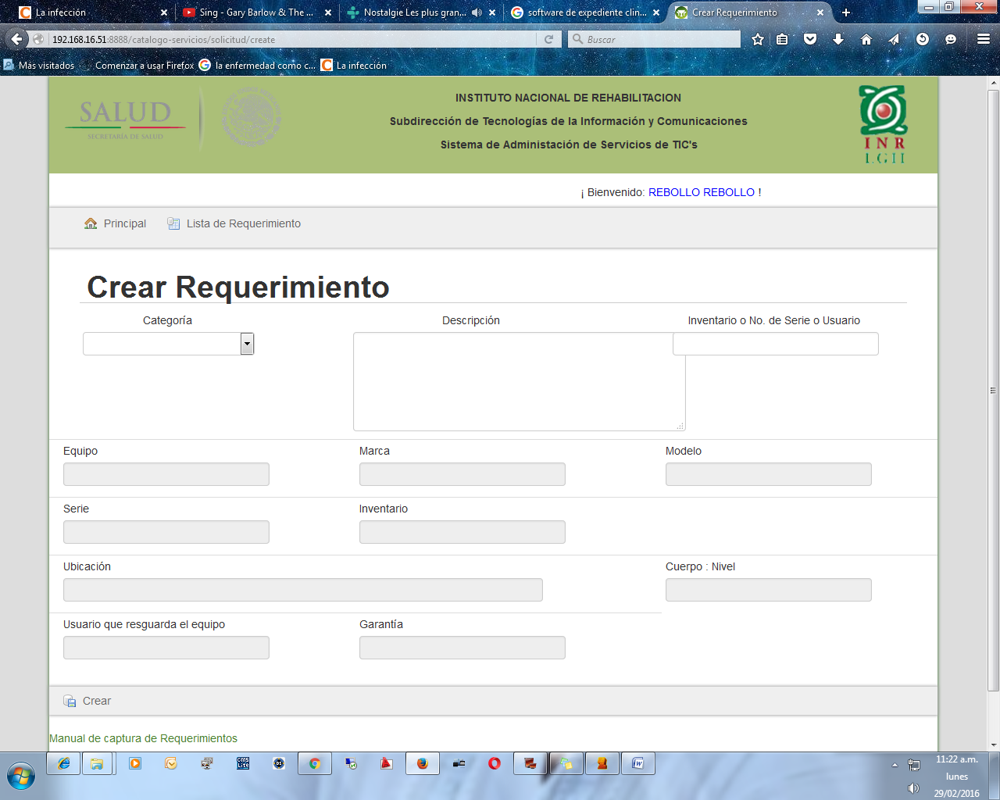 La infección
Sing - Gary Barlow & The ...
Nostalgie Les plus gran...
software de expediente clin...
Crear Requerimiento
192.168.16.51:8888/catalogo-servicios/solicitud/create
Buscar
Más visitados
Comenzar a usar Firefox
la enfermedad como c...
La infección
SALUD
SECRETARÍA DE SALUD
INSTITUTO NACIONAL DE REHABILITACION
Subdirección de Tecnologías de la Información y Comunicaciones
Sistema de Administación de Servicios de TIC's
INR
LGII
¡ Bienvenido: REBOLLO REBOLLO !
Principal
Lista de Requerimiento
Crear Requerimiento
Categoría
Descripción
Inventario o No. de Serie o Usuario
Equipo
Marca
Modelo
Serie
Inventario
Ubicación
Cuerpo : Nivel
Usuario que resguarda el equipo
Garantía
Crear
Manual de captura de Requerimientos
CMS
Lite
DS
11:22 a.m.
lunes
29/02/2016